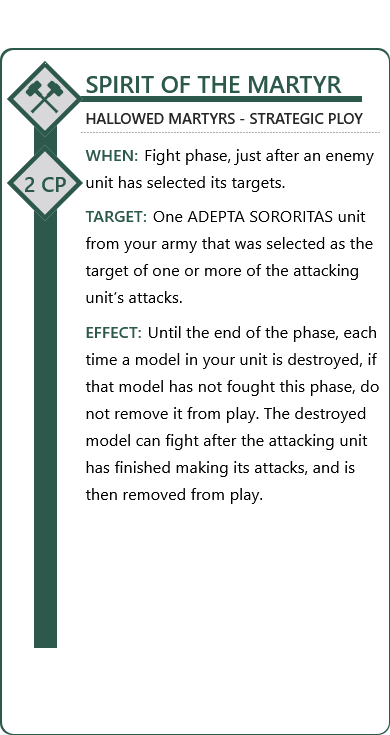 SPIRIT OF THE MARTYR
HALLOWED MARTYRS - STRATEGIC PLOY
2 CP
WHEN: Fight phase, just after an enemy
unit has selected its targets.
TARGET: One ADEPTA SORORITAS unit
from your army that was selected as the
target of one or more of the attacking
unit’s attacks.
EFFECT: Until the end of the phase, each
time a model in your unit is destroyed, if
that model has not fought this phase, do
not remove it from play. The destroyed
model can fight after the attacking unit
has finished making its attacks, and is
then removed from play.